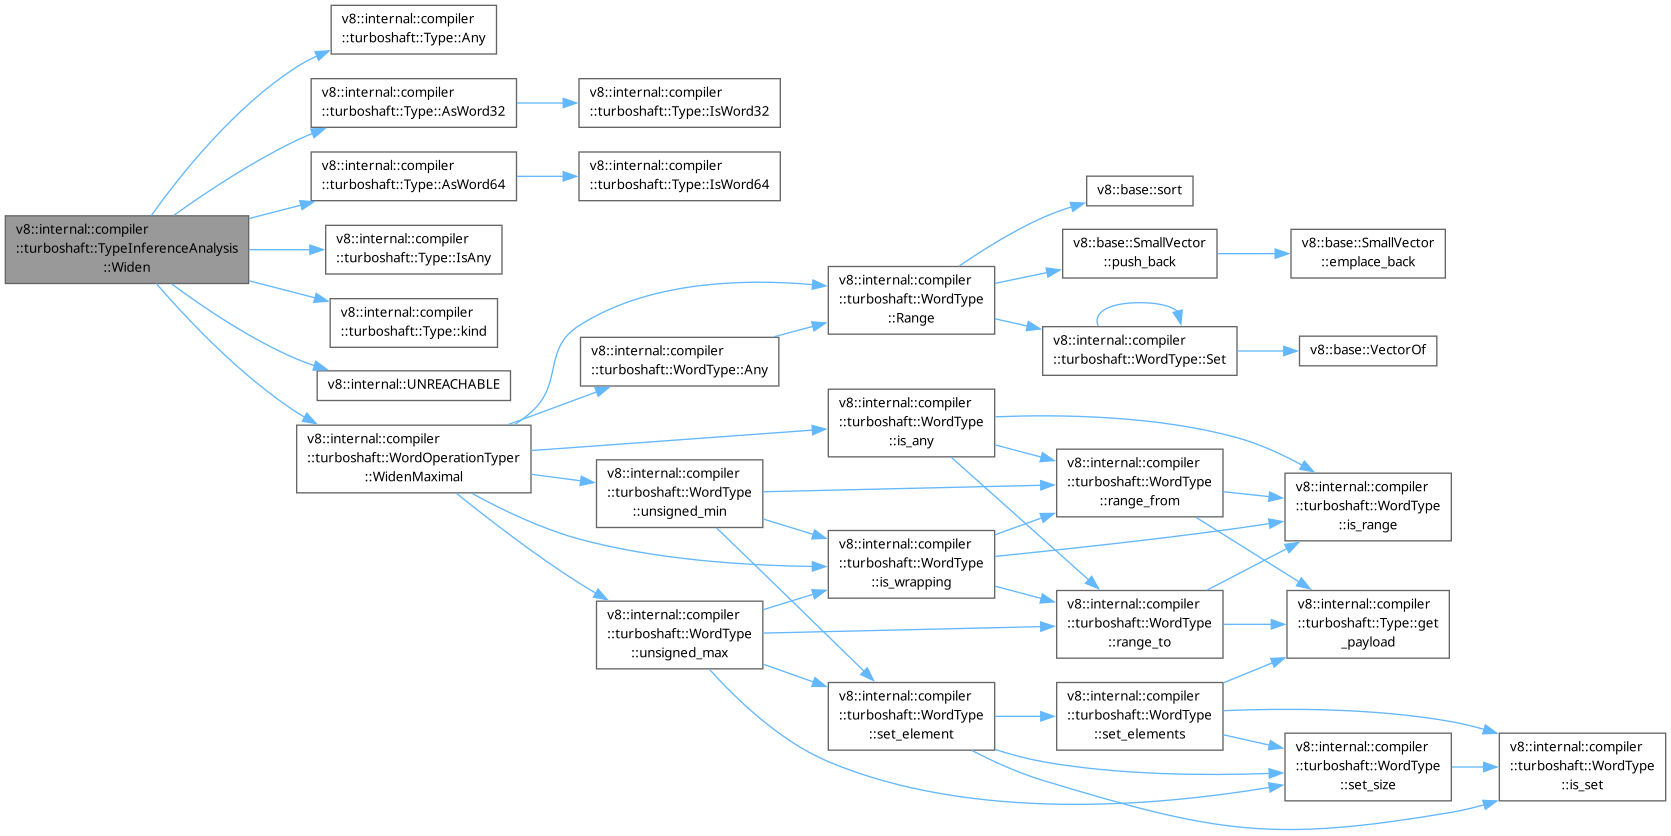 v8::internal::compiler
::turboshaft::TypeInferenceAnalysis
::Widen
v8::internal::compiler
::turboshaft::Type::Any
v8::internal::compiler
::turboshaft::Type::AsWord32
v8::internal::compiler
::turboshaft::Type::IsWord32
v8::internal::compiler
::turboshaft::Type::AsWord64
v8::internal::compiler
::turboshaft::Type::IsWord64
v8::internal::compiler
::turboshaft::Type::IsAny
v8::internal::compiler
::turboshaft::Type::kind
v8::internal::UNREACHABLE
v8::internal::compiler
::turboshaft::WordOperationTyper
::WidenMaximal
v8::internal::compiler
::turboshaft::WordType::Any
v8::internal::compiler
::turboshaft::WordType
::Range
v8::base::sort
v8::base::SmallVector
::push_back
v8::base::SmallVector
::emplace_back
v8::internal::compiler
::turboshaft::WordType::Set
v8::base::VectorOf
v8::internal::compiler
::turboshaft::WordType
::is_any
v8::internal::compiler
::turboshaft::WordType
::unsigned_min
v8::internal::compiler
::turboshaft::WordType
::range_from
v8::internal::compiler
::turboshaft::WordType
::is_range
v8::internal::compiler
::turboshaft::WordType
::is_wrapping
v8::internal::compiler
::turboshaft::WordType
::unsigned_max
v8::internal::compiler
::turboshaft::WordType
::range_to
v8::internal::compiler
::turboshaft::Type::get
_payload
v8::internal::compiler
::turboshaft::WordType
::set_element
v8::internal::compiler
::turboshaft::WordType
::set_elements
v8::internal::compiler
::turboshaft::WordType
::set_size
v8::internal::compiler
::turboshaft::WordType
::is_set